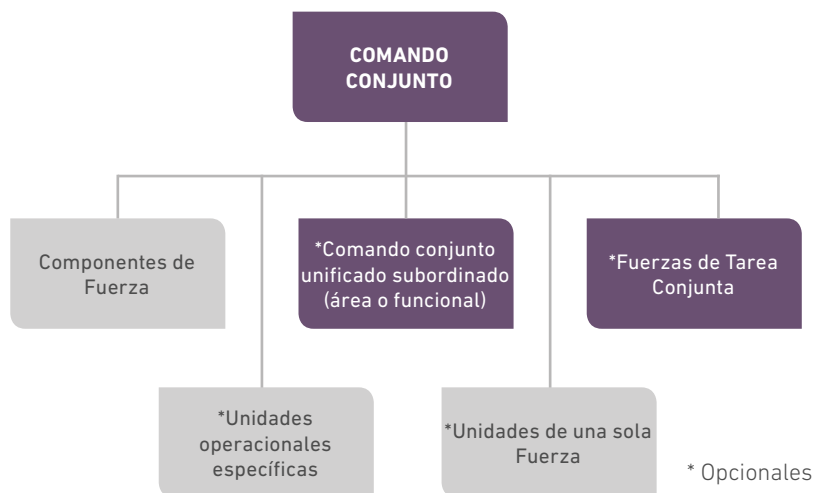 COMANDO
CONJUNTO
Componentes de
Fuerza
*Comando conjunto
unificado subordinado
(área o funcional)
*Fuerzas de Tarea
Conjunta
*Unidades
operacionales
específicas
*Unidades de una sola
Fuerza
* Opcionales